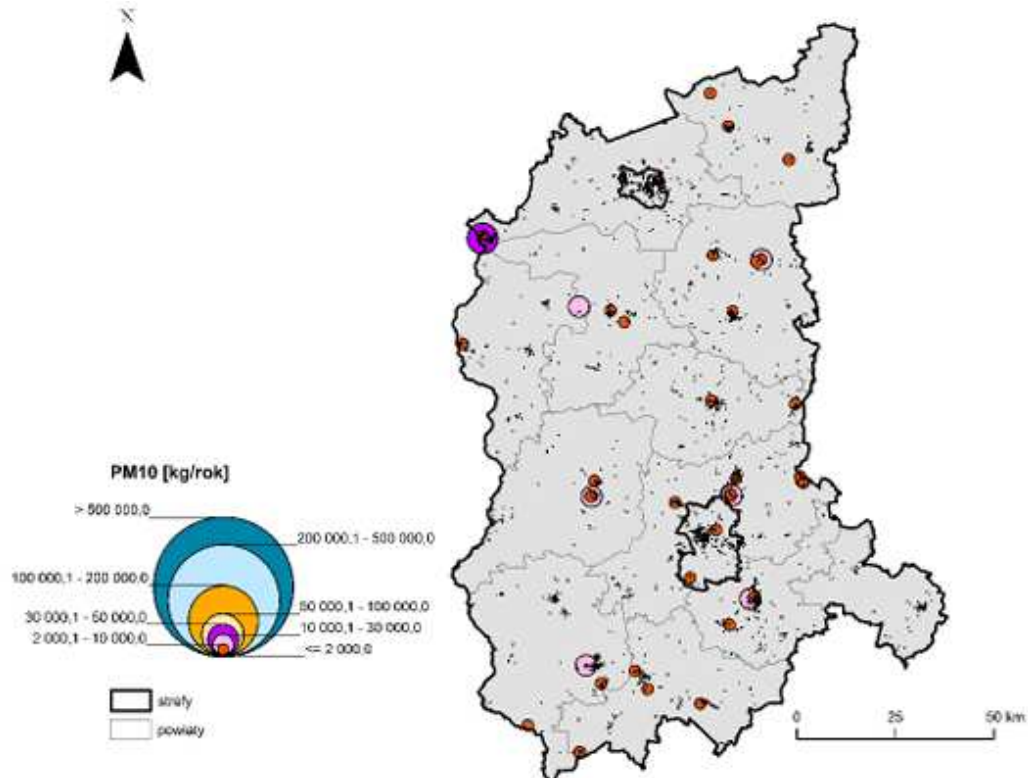 N
PM10 [kg/rok]
> 500 000,0
200 000,1 - 500 000,0
100 000,1 - 200 000,0
50 000,1 - 100 000,0
30 000,1 - 50 000,0
10 000,1 - 30 000,0
2 000,1 - 10 000,0
<= 2 000,0
strefy
powiaty
0 25 50 km